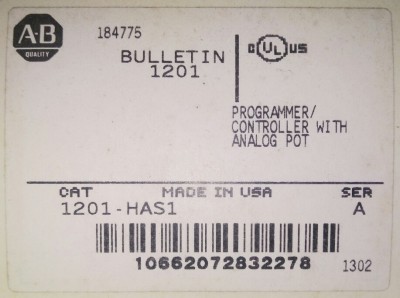 A-B
QUALITY
184775
BULLETIN
1201
c UL us
PROGRAMMER/
CONTROLLER WITH
ANALOG POT
CAT MADE IN USA SER
1201-HAS1 A
10662072832278
1302